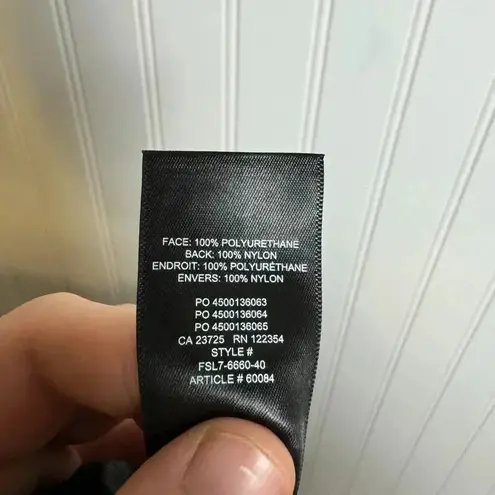 FACE: 100% POLYURETHANE
BACK: 100% NYLON
ENDROIT: 100% POLYURÉTHANE
ENVERS: 100% NYLON
PO 4500136063
PO 4500136064
PO 4500136065
CA 23725 RN 122354
STYLE #
FSL7-6660-40
ARTICLE # 60084